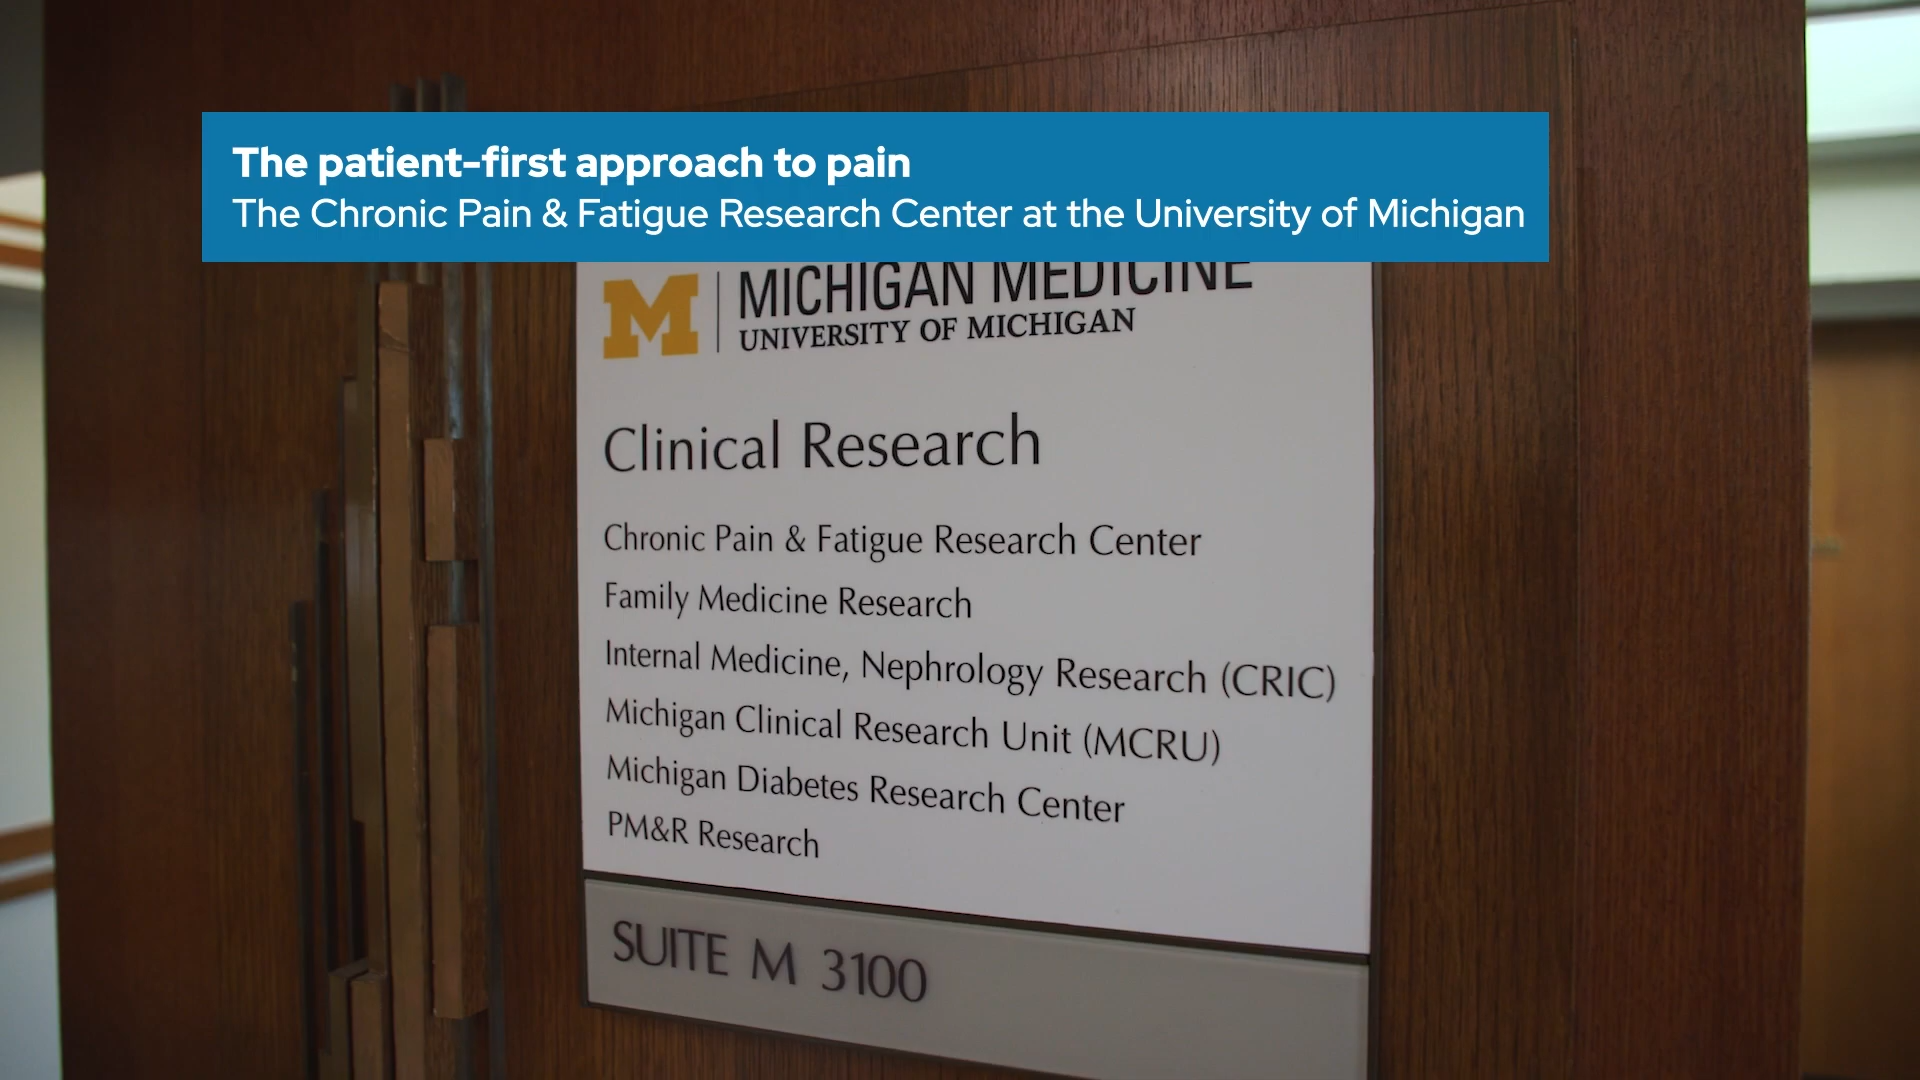 The patient-first approach to pain
The Chronic Pain & Fatigue Research Center at the University of Michigan
M
MICHIGAN MEDICINE
UNIVERSITY OF MICHIGAN
Clinical Research
Chronic Pain & Fatigue Research Center
Family Medicine Research
Internal Medicine, Nephrology Research (CRIC)
Michigan Clinical Research Unit (MCRU)
Michigan Diabetes Research Center
PM&R Research
SUITE M 3100